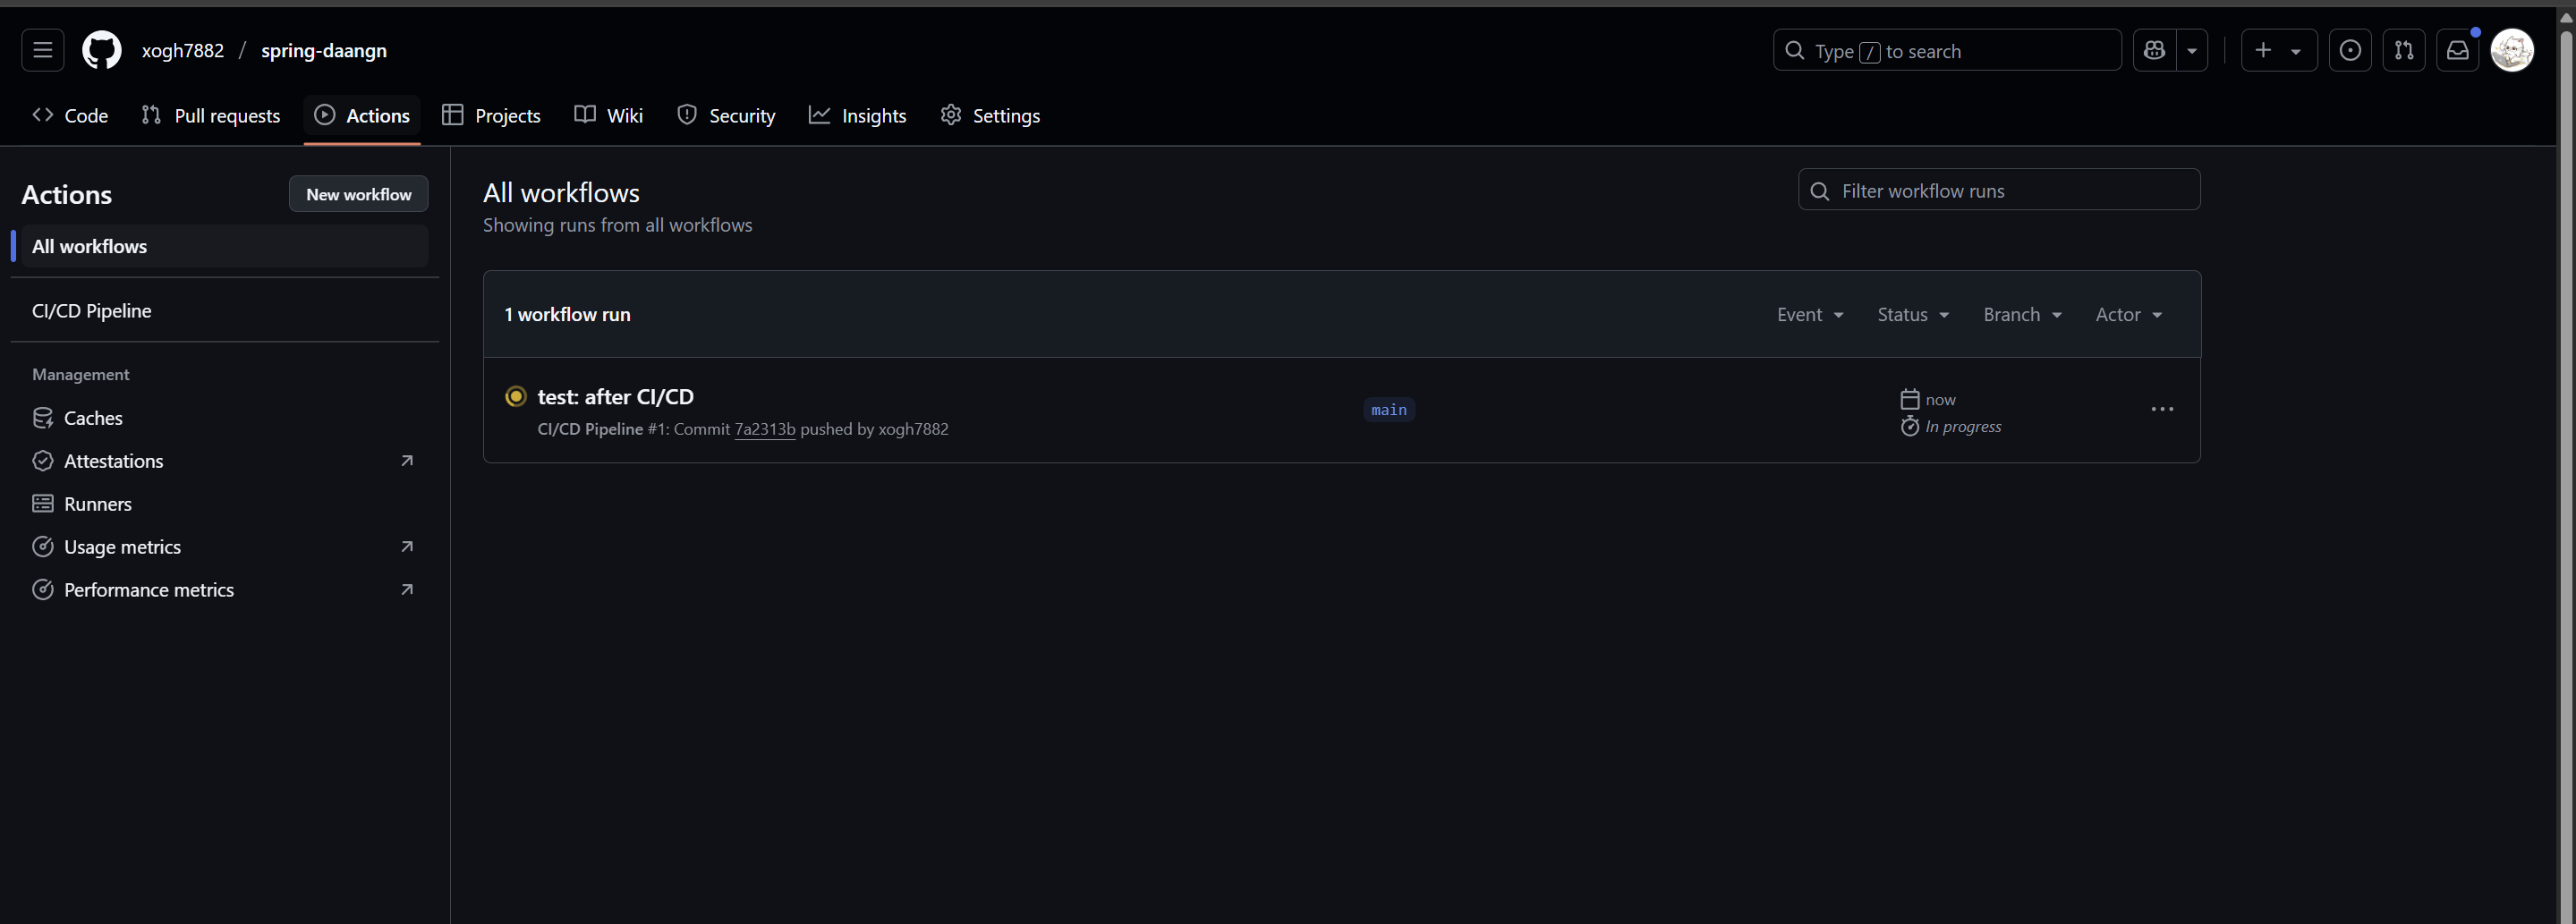 xogh7882 / spring-daangn
Type / to search
Code
Pull requests
Actions
Projects
Wiki
Security
Insights
Settings
Actions
New workflow
All workflows
CI/CD Pipeline
Management
Caches
Attestations
Runners
Usage metrics
Performance metrics
All workflows
Showing runs from all workflows
Filter workflow runs
1 workflow run
Event
Status
Branch
Actor
test: after CI/CD
CI/CD Pipeline #1: Commit 7a2313b pushed by xogh7882
main
now
In progress